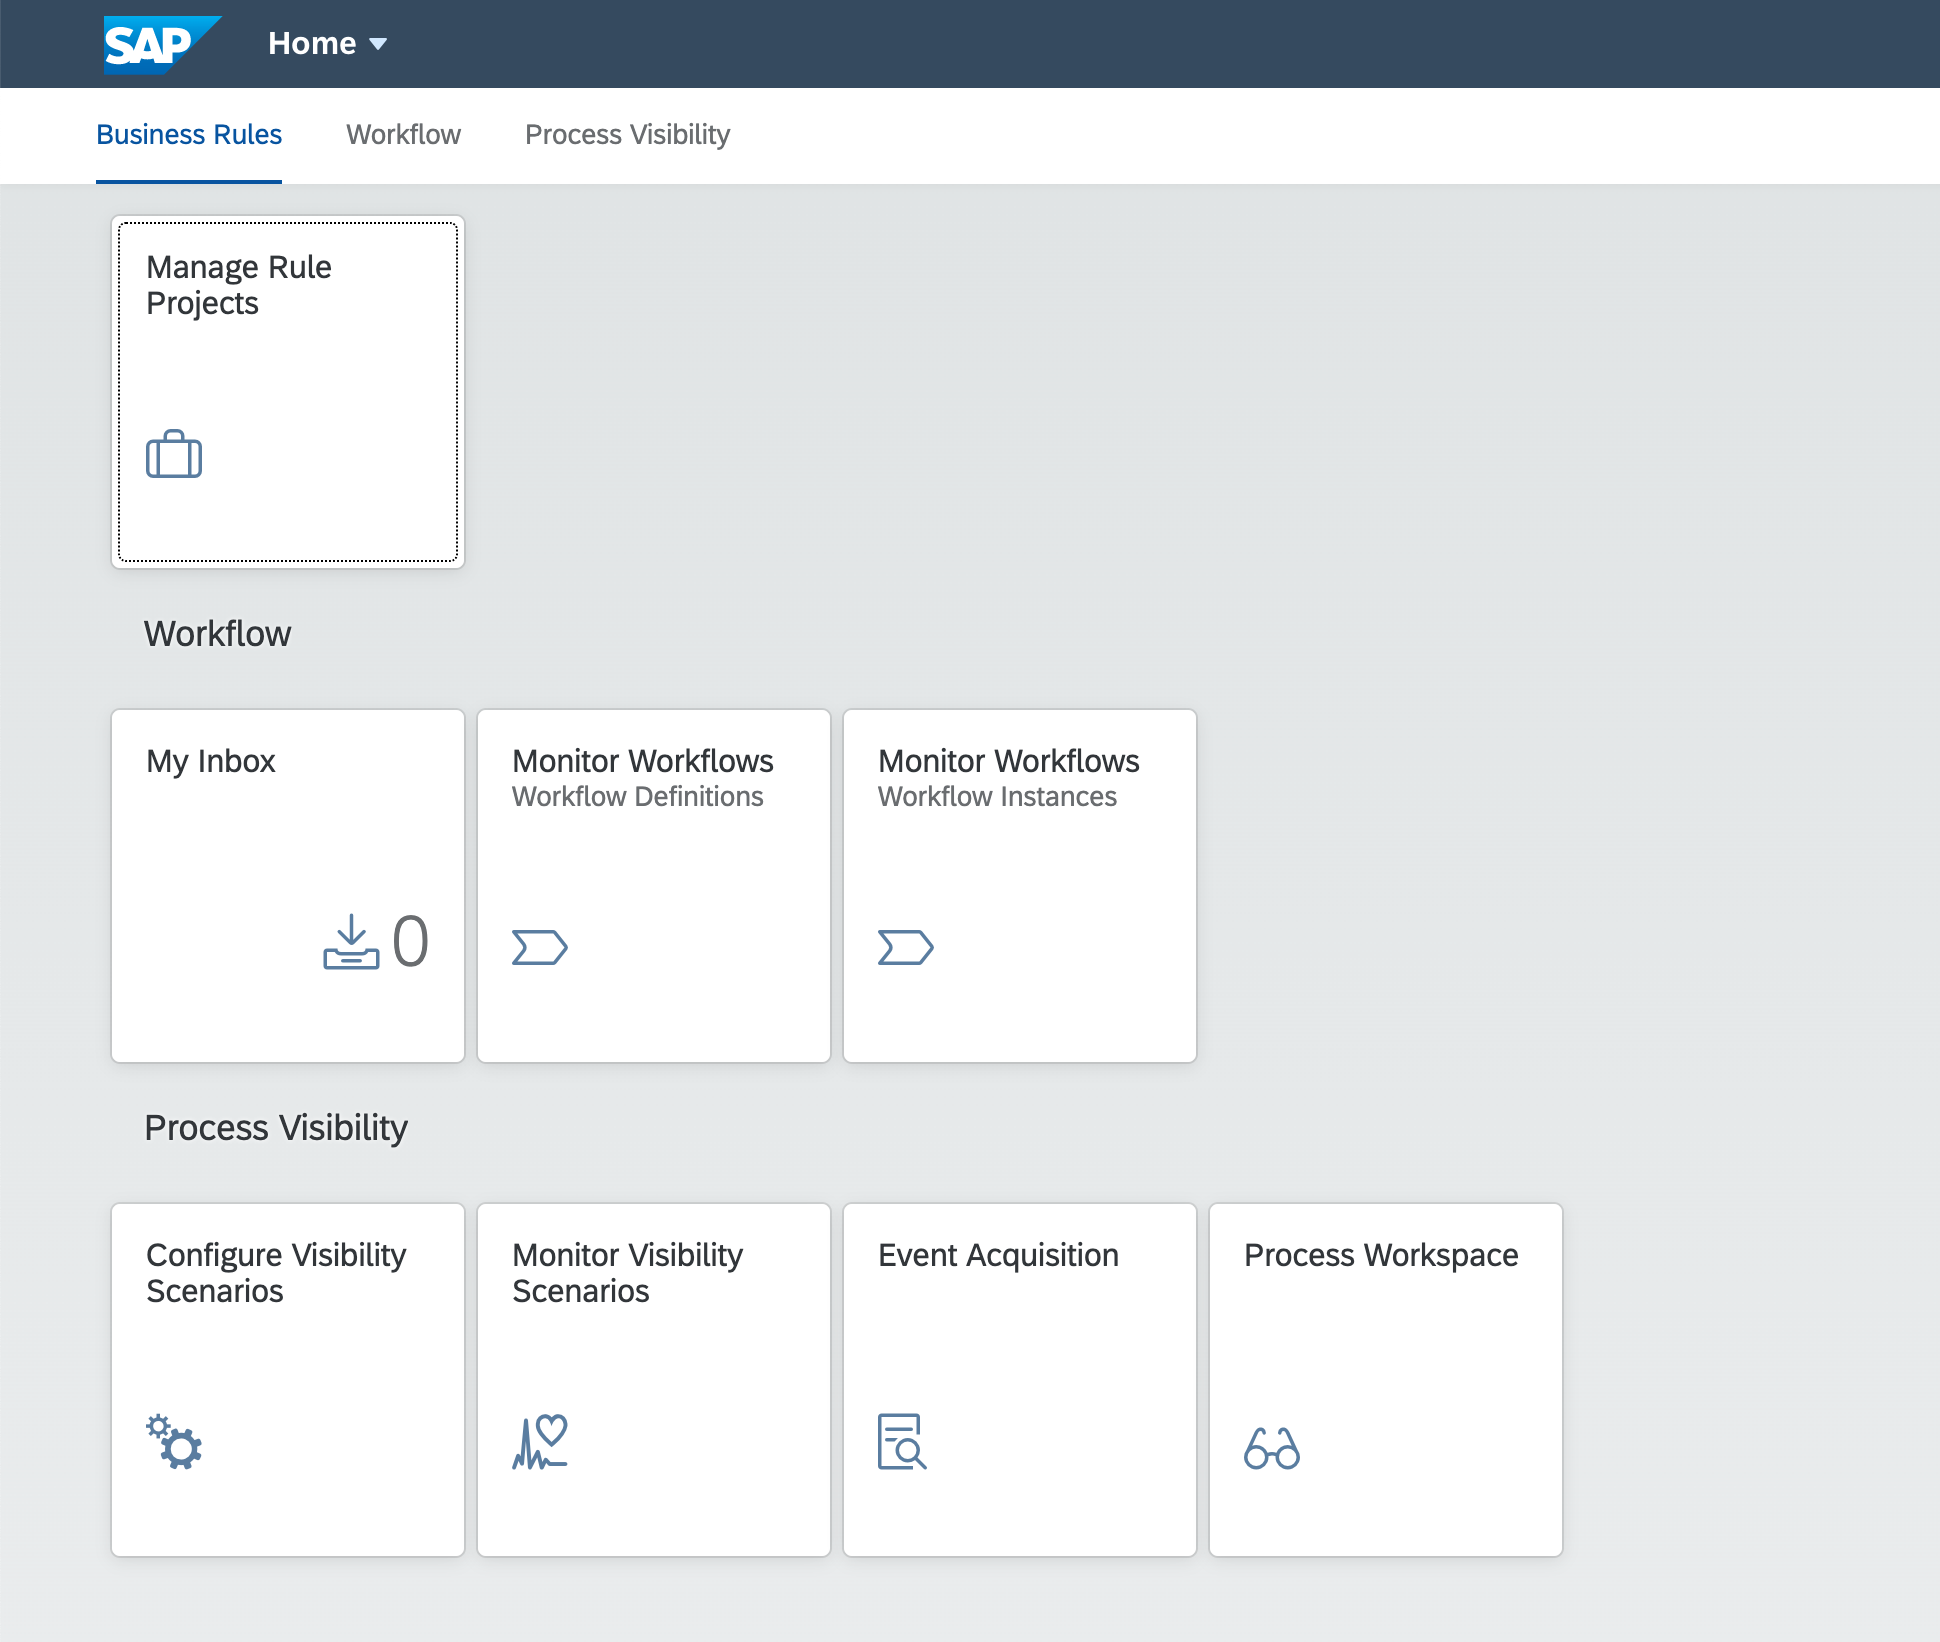 SAP
Home
Business Rules
Workflow
Process Visibility
Manage Rule
Projects
Workflow
My Inbox
0
Monitor Workflows
Workflow Definitions
Monitor Workflows
Workflow Instances
Process Visibility
Configure Visibility
Scenarios
Monitor Visibility
Scenarios
Event Acquisition
Process Workspace